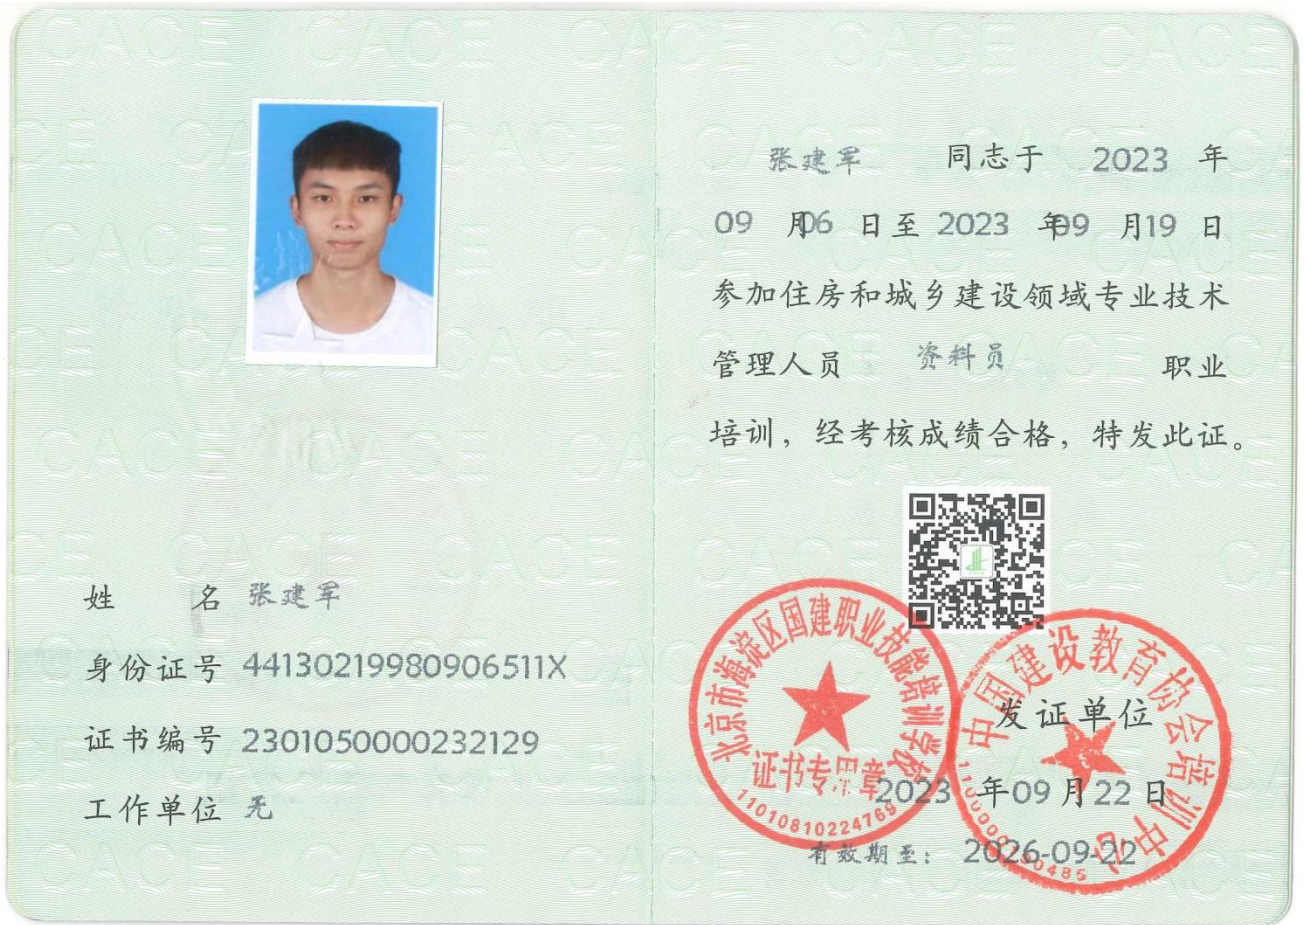 姓 名 张建军
身份证号 44130219980906511X
证书编号 2301050000232129
工作单位 无
张建军 同志于 2023 年
09 月06 日至 2023 年09 月19 日
参加住房和城乡建设领域专业技术
管理人员 资料员 职业
培训，经考核成绩合格，特发此证。
北京市海淀区国建职业技能培训学校
证书专用章
11010810224769
中国建设教育协会培训中心
发证单位
2023 年09 月22 日
有效期至： 2026-09-22
CACE